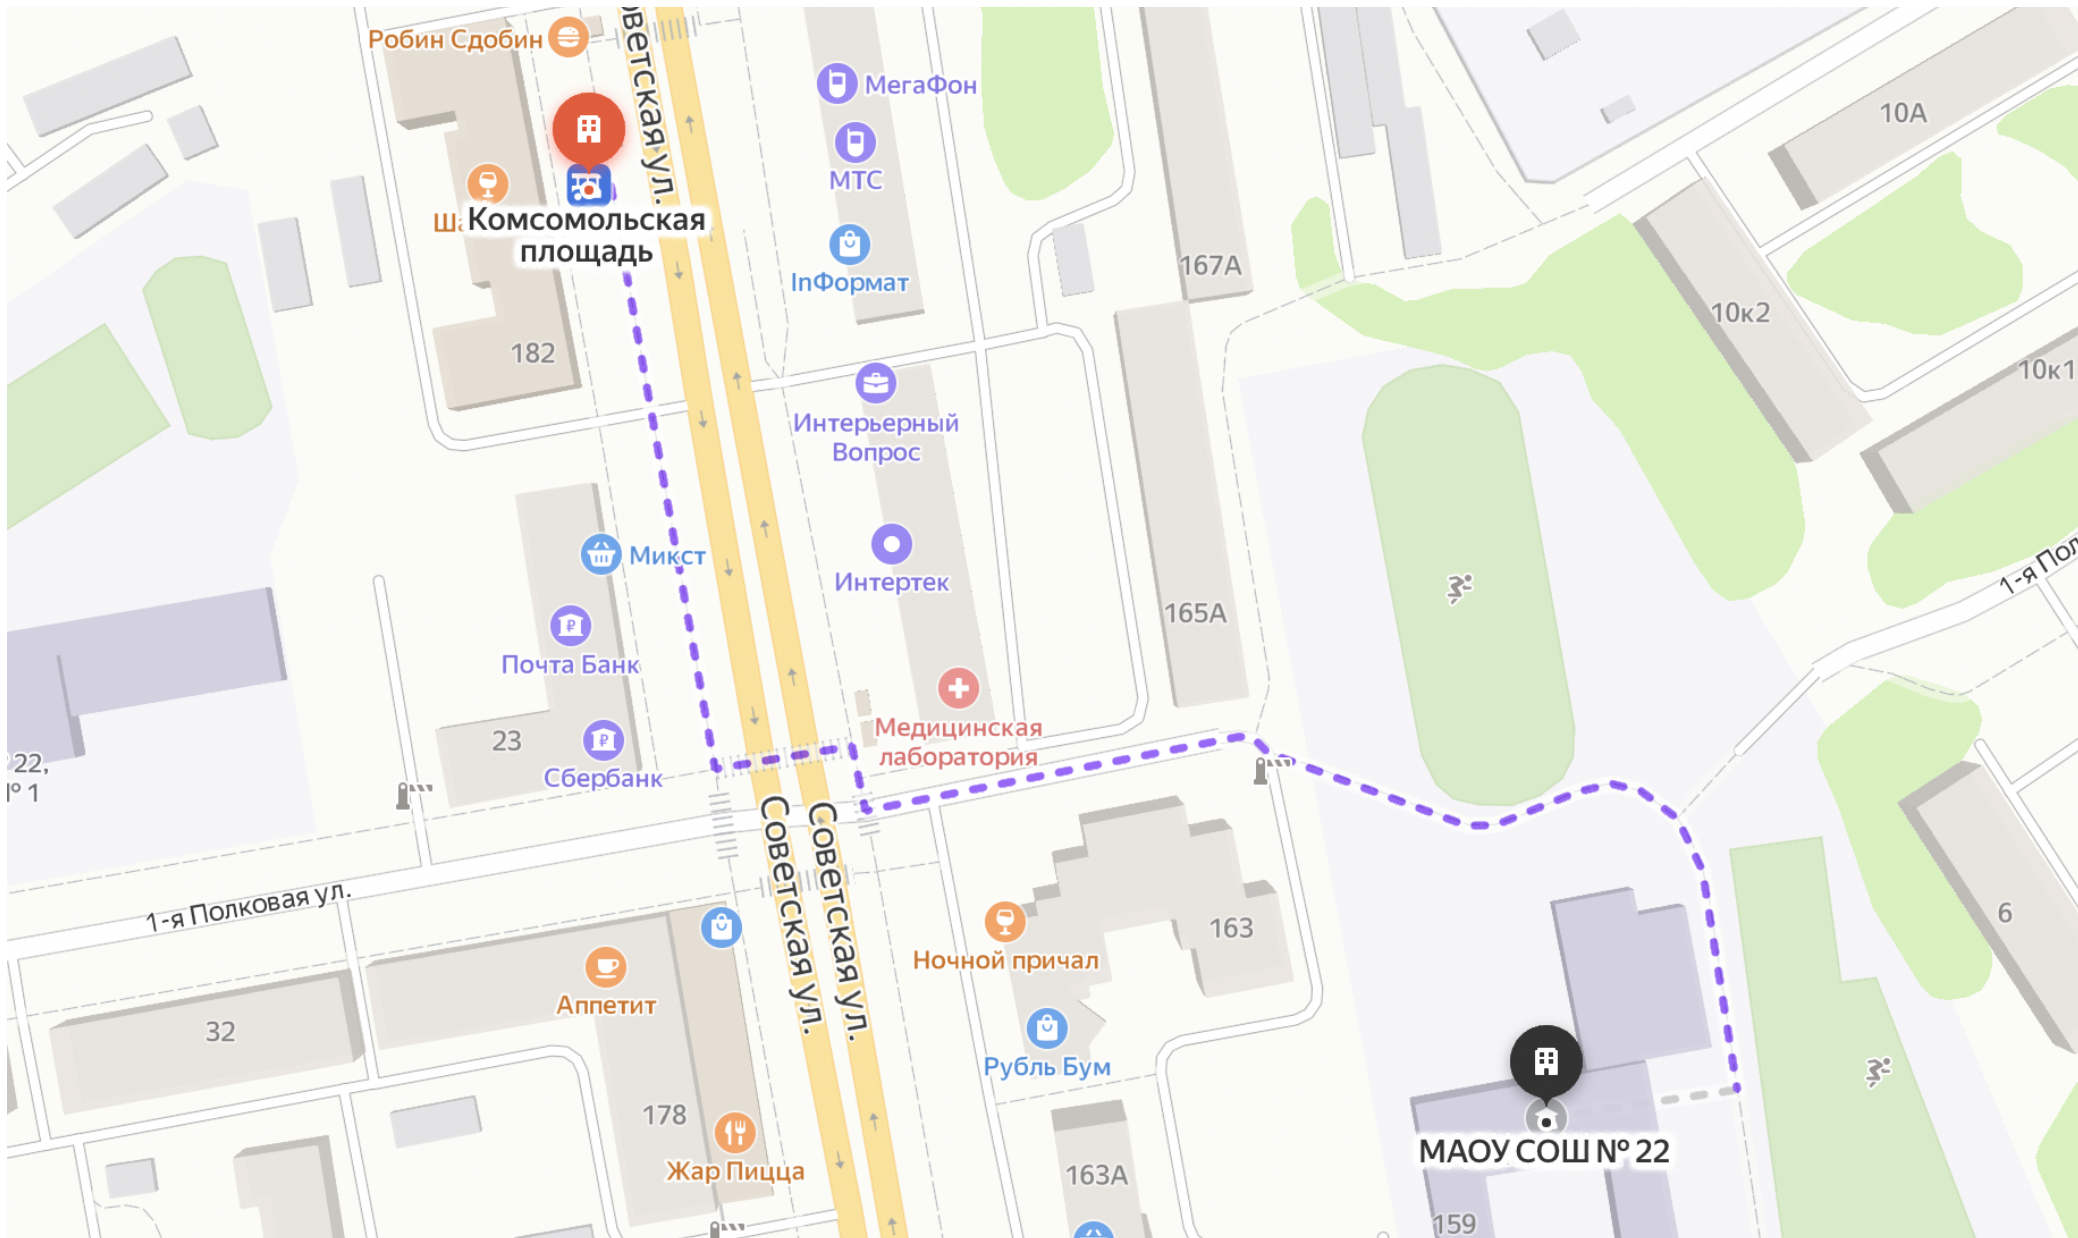 Робин Сдобин
Советская ул.
МегаФон
10А
МТС
Комсомольская
площадь
InФормат
167А
10к2
182
10к1
Интерьерный
Вопрос
Микст
Интертек
165А
Почта Банк
Медицинская
лаборатория
23
Сбербанк
22,
№ 1
Советская ул.
Советская ул.
1-я Полковая ул.
163
6
Ночной причал
Аппетит
32
Рубль Бум
178
МАОУ СОШ № 22
Жар Пицца
163А
159